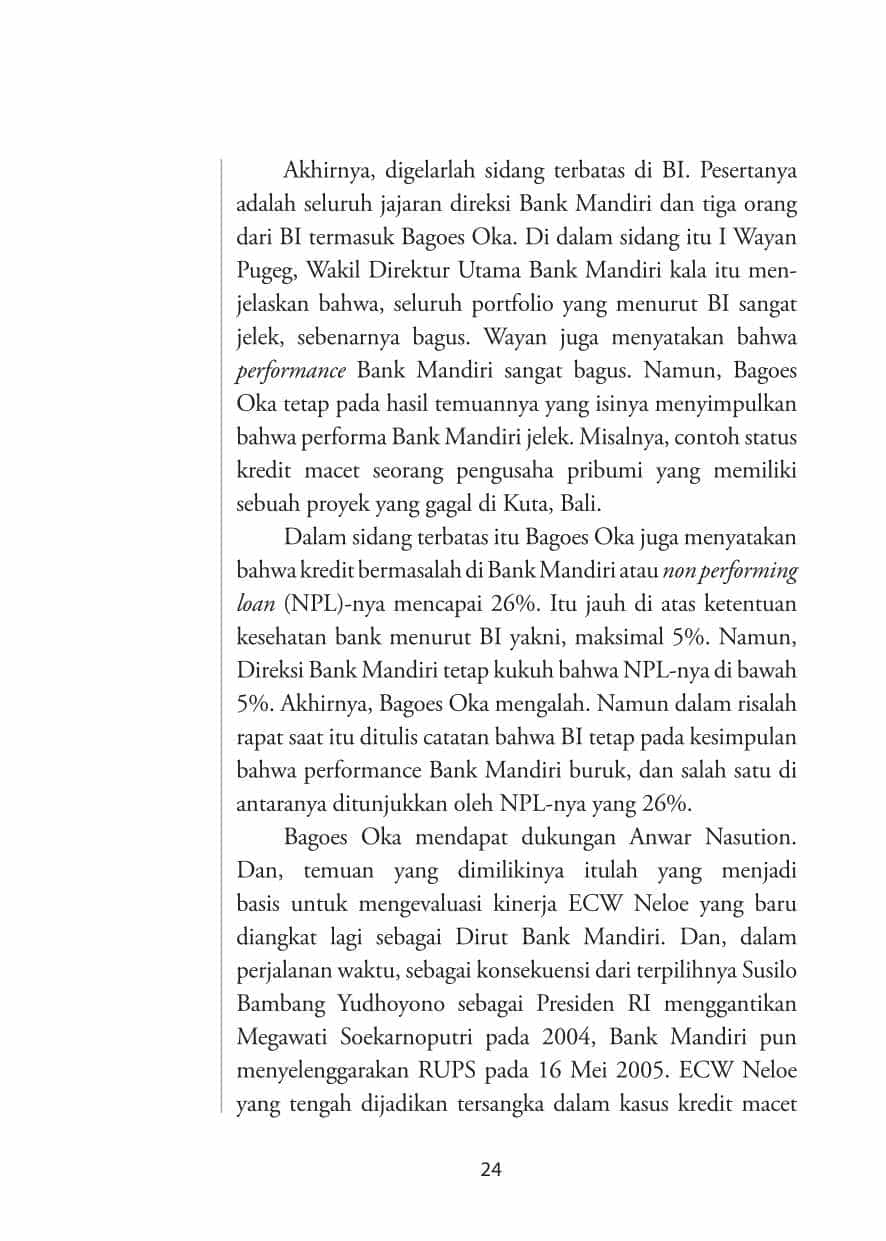 Akhirnya, digelarlah sidang terbatas di BI. Pesertanya
adalah seluruh jajaran direksi Bank Mandiri dan tiga orang
dari BI termasuk Bagoes Oka. Di dalam sidang itu I Wayan
Pugeg, Wakil Direktur Utama Bank Mandiri kala itu men-
jelaskan bahwa, seluruh portfolio yang menurut BI sangat
jelek, sebenarnya bagus. Wayan juga menyatakan bahwa
performance Bank Mandiri sangat bagus. Namun, Bagoes
Oka tetap pada hasil temuannya yang isinya menyimpulkan
bahwa performa Bank Mandiri jelek. Misalnya, contoh status
kredit macet seorang pengusaha pribumi yang memiliki
sebuah proyek yang gagal di Kuta, Bali.
Dalam sidang terbatas itu Bagoes Oka juga menyatakan
bahwa kredit bermasalah di Bank Mandiri atau non performing
loan (NPL)-nya mencapai 26%. Itu jauh di atas ketentuan
kesehatan bank menurut BI yakni, maksimal 5%. Namun,
Direksi Bank Mandiri tetap kukuh bahwa NPL-nya di bawah
5%. Akhirnya, Bagoes Oka mengalah. Namun dalam risalah
rapat saat itu ditulis catatan bahwa BI tetap pada kesimpulan
bahwa performance Bank Mandiri buruk, dan salah satu di
antaranya ditunjukkan oleh NPL-nya yang 26%.
Bagoes Oka mendapat dukungan Anwar Nasution.
Dan, temuan yang dimilikinya itulah yang menjadi
basis untuk mengevaluasi kinerja ECW Neloe yang baru
diangkat lagi sebagai Dirut Bank Mandiri. Dan, dalam
perjalanan waktu, sebagai konsekuensi dari terpilihnya Susilo
Bambang Yudhoyono sebagai Presiden RI menggantikan
Megawati Soekarnoputri pada 2004, Bank Mandiri pun
menyelenggarakan RUPS pada 16 Mei 2005. ECW Neloe
yang tengah dijadikan tersangka dalam kasus kredit macet
24